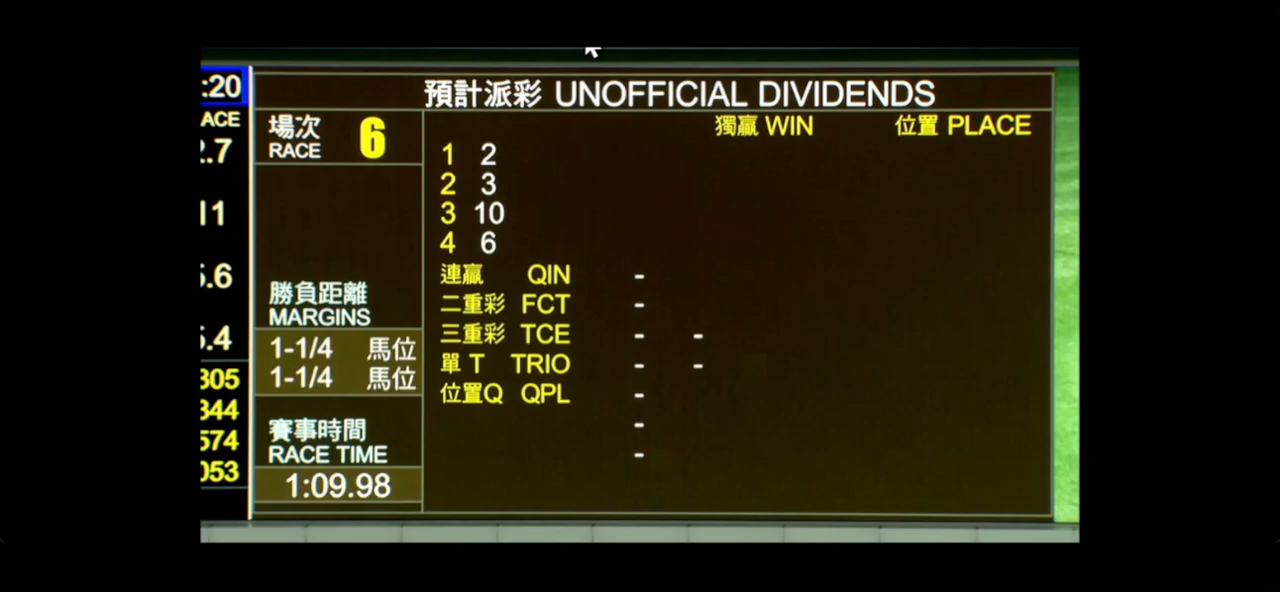 :20
ACE
2.7
11
5.6
5.4
305
344
574
053
預計派彩 UNOFFICIAL DIVIDENDS
場次 6
RACE
獨贏 WIN 位置 PLACE
1 2
2 3
3 10
4 6
勝負距離
MARGINS
1-1/4 馬位
1-1/4 馬位
賽事時間
RACE TIME
1:09.98
連贏 QIN -
二重彩 FCT -
三重彩 TCE - -
單T TRIO - -
位置Q QPL -
-
-